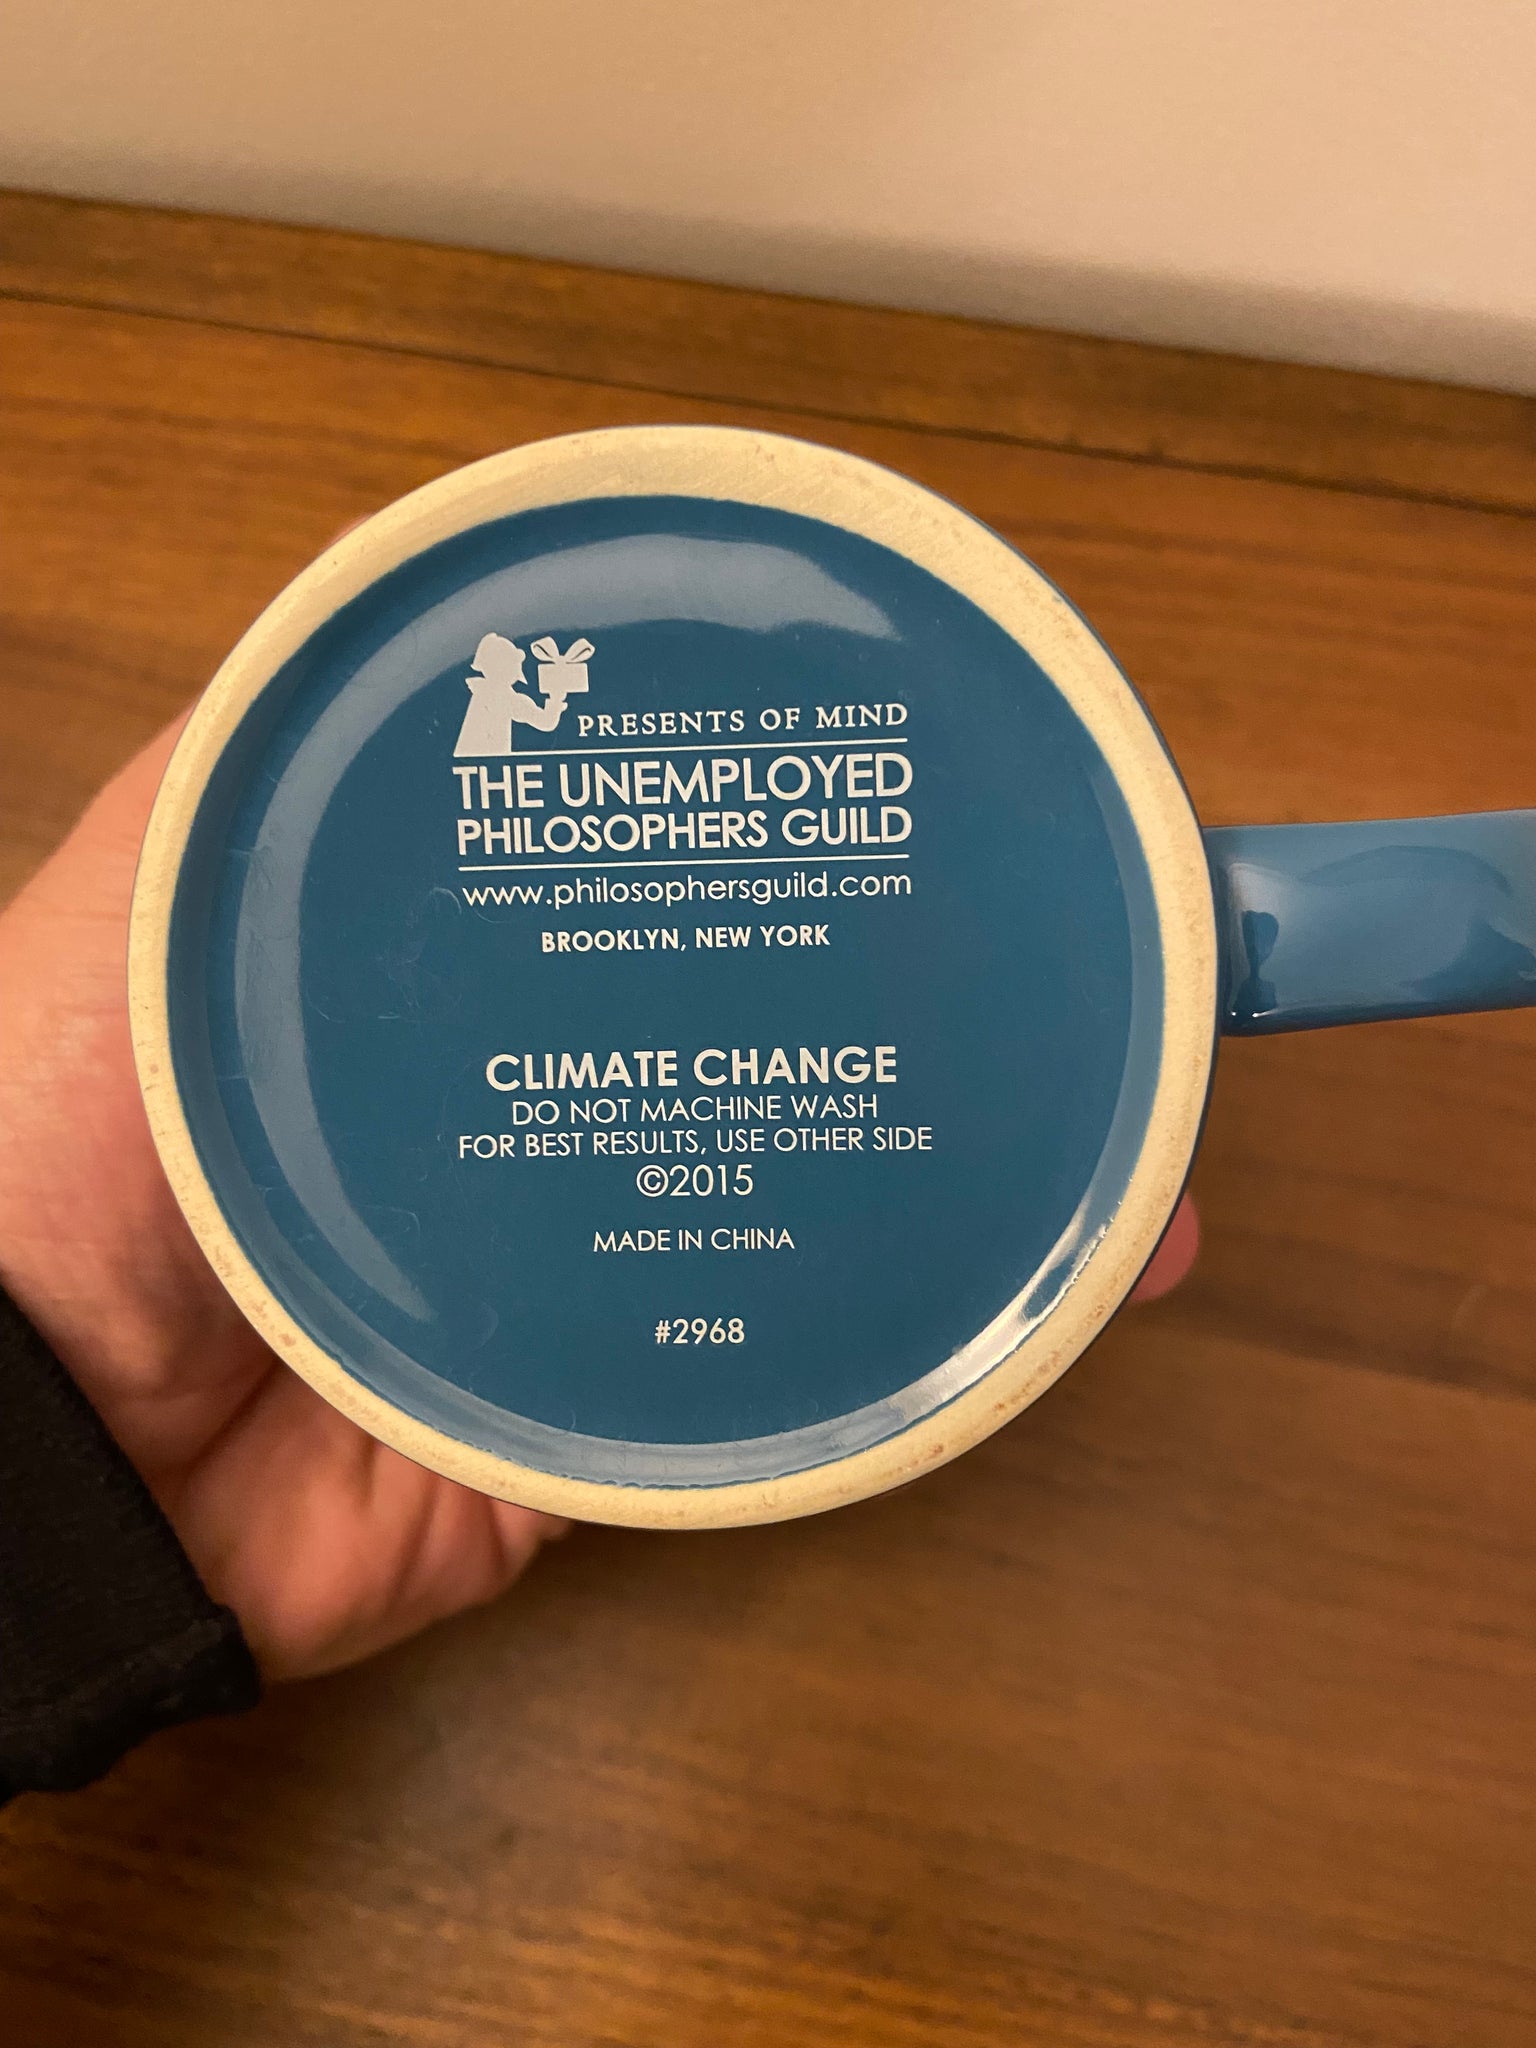 PRESENTS OF MIND
THE UNEMPLOYED
PHILOSOPHERS GUILD
www.philosophersguild.com
BROOKLYN, NEW YORK
CLIMATE CHANGE
DO NOT MACHINE WASH
FOR BEST RESULTS, USE OTHER SIDE
©2015
MADE IN CHINA
#2968